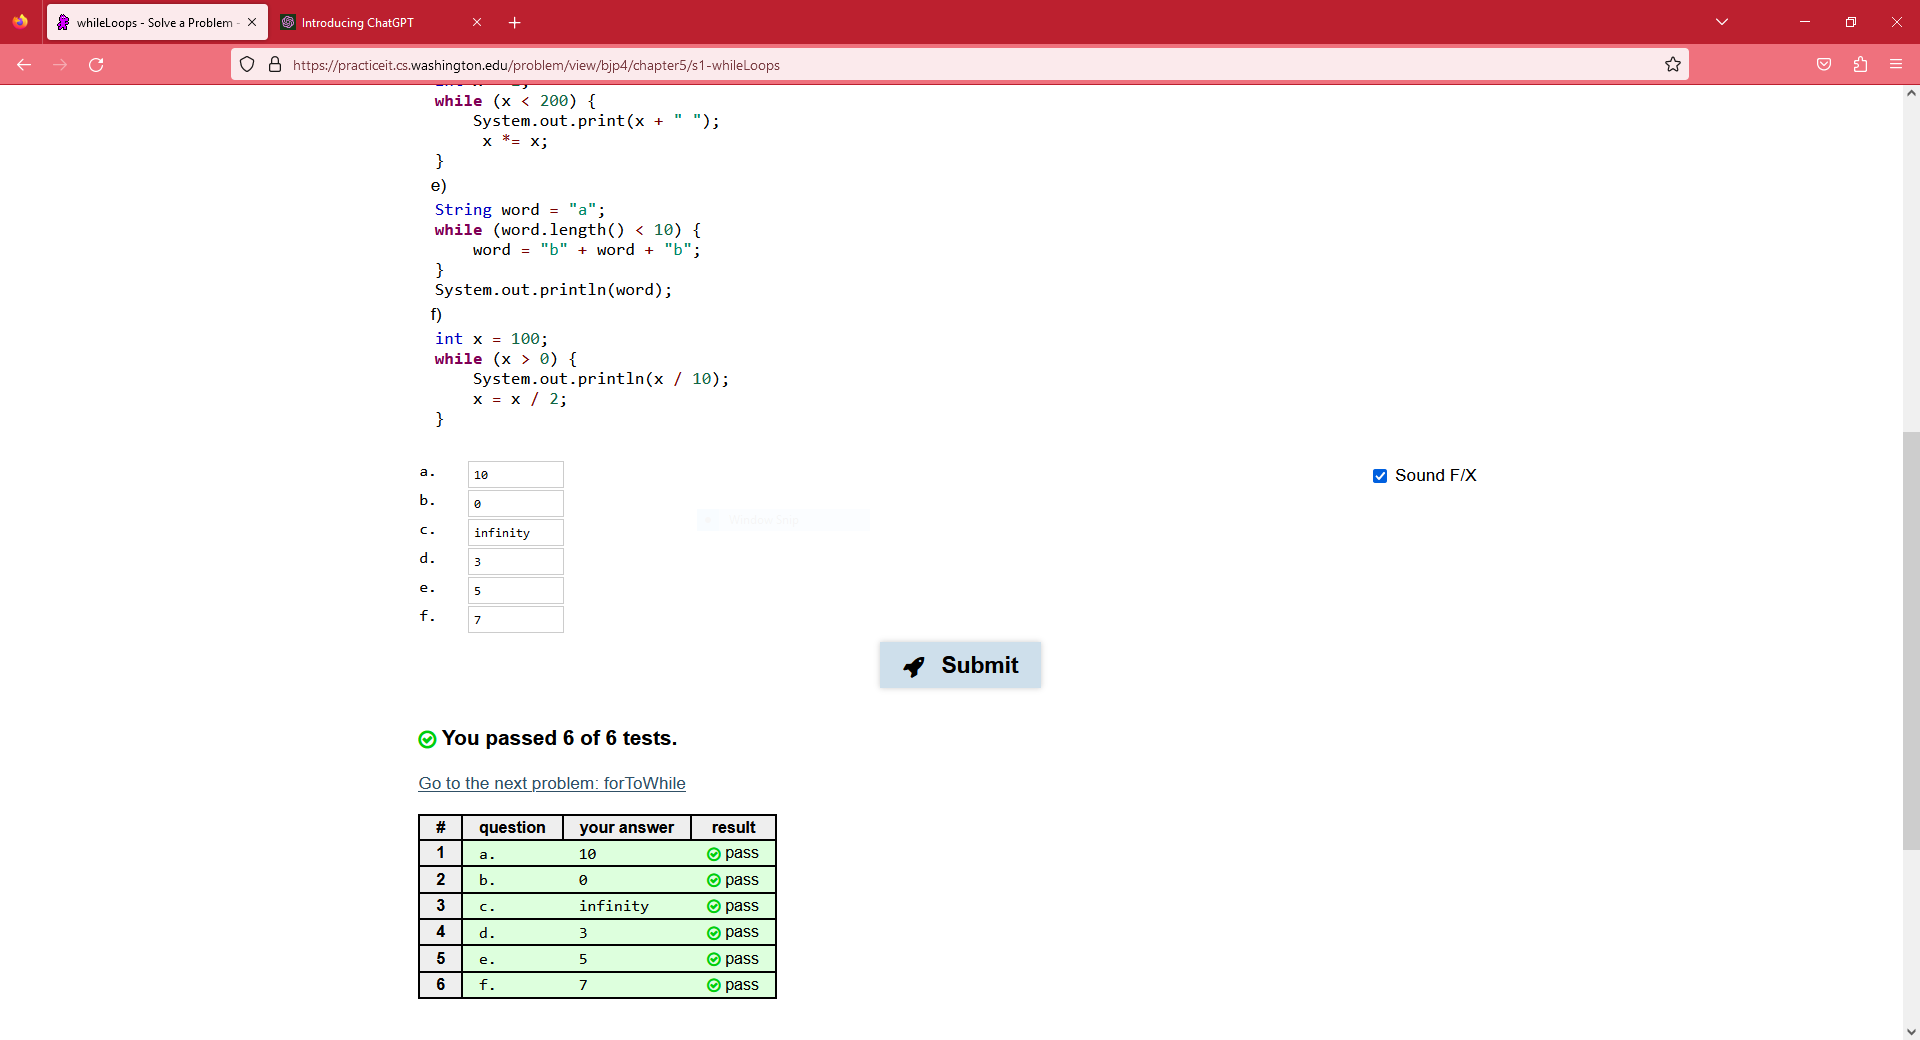 whileLoops - Solve a Problem -
Introducing ChatGPT
https://practiceit.cs.washington.edu/problem/view/bjp4/chapter5/s1-whileLoops
while (x < 200) {
    System.out.print(x + " ");
     x *= x;
}
e)
String word = "a";
while (word.length() < 10) {
    word = "b" + word + "b";
}
System.out.println(word);
f)
int x = 100;
while (x > 0) {
    System.out.println(x / 10);
    x = x / 2;
}
a. 10
Sound F/X
b. 0
c. infinity
Window Snip
d. 3
e. 5
f. 7
Submit
You passed 6 of 6 tests.
Go to the next problem: forToWhile
# question your answer result
1 a. 10 pass
2 b. 0 pass
3 c. infinity pass
4 d. 3 pass
5 e. 5 pass
6 f. 7 pass